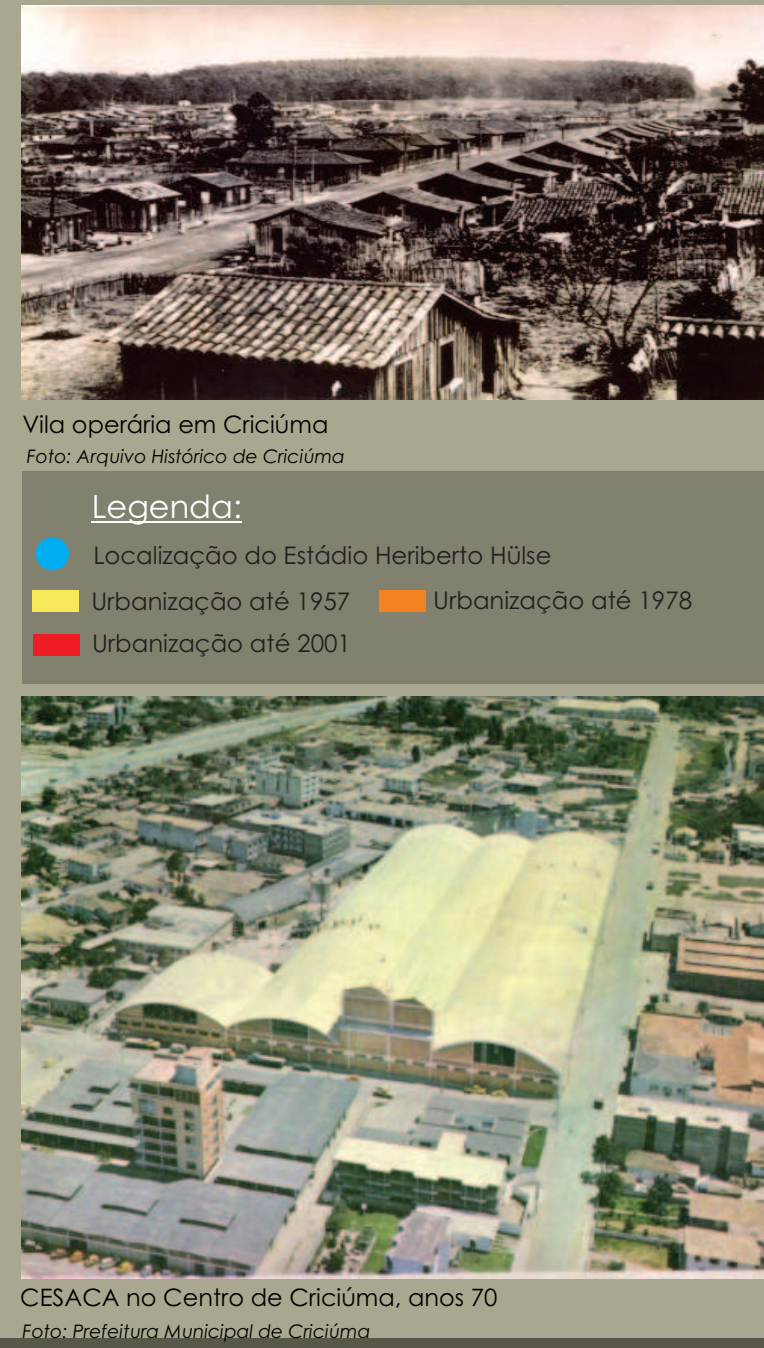 Vila operária em Criciúma
Foto: Arquivo Histórico de Criciúma
Legenda:
Localização do Estádio Heriberto Hülse
Urbanização até 1957 Urbanização até 1978
Urbanização até 2001
CESACA no Centro de Criciúma, anos 70
Foto: Prefeitura Municipal de Criciúma